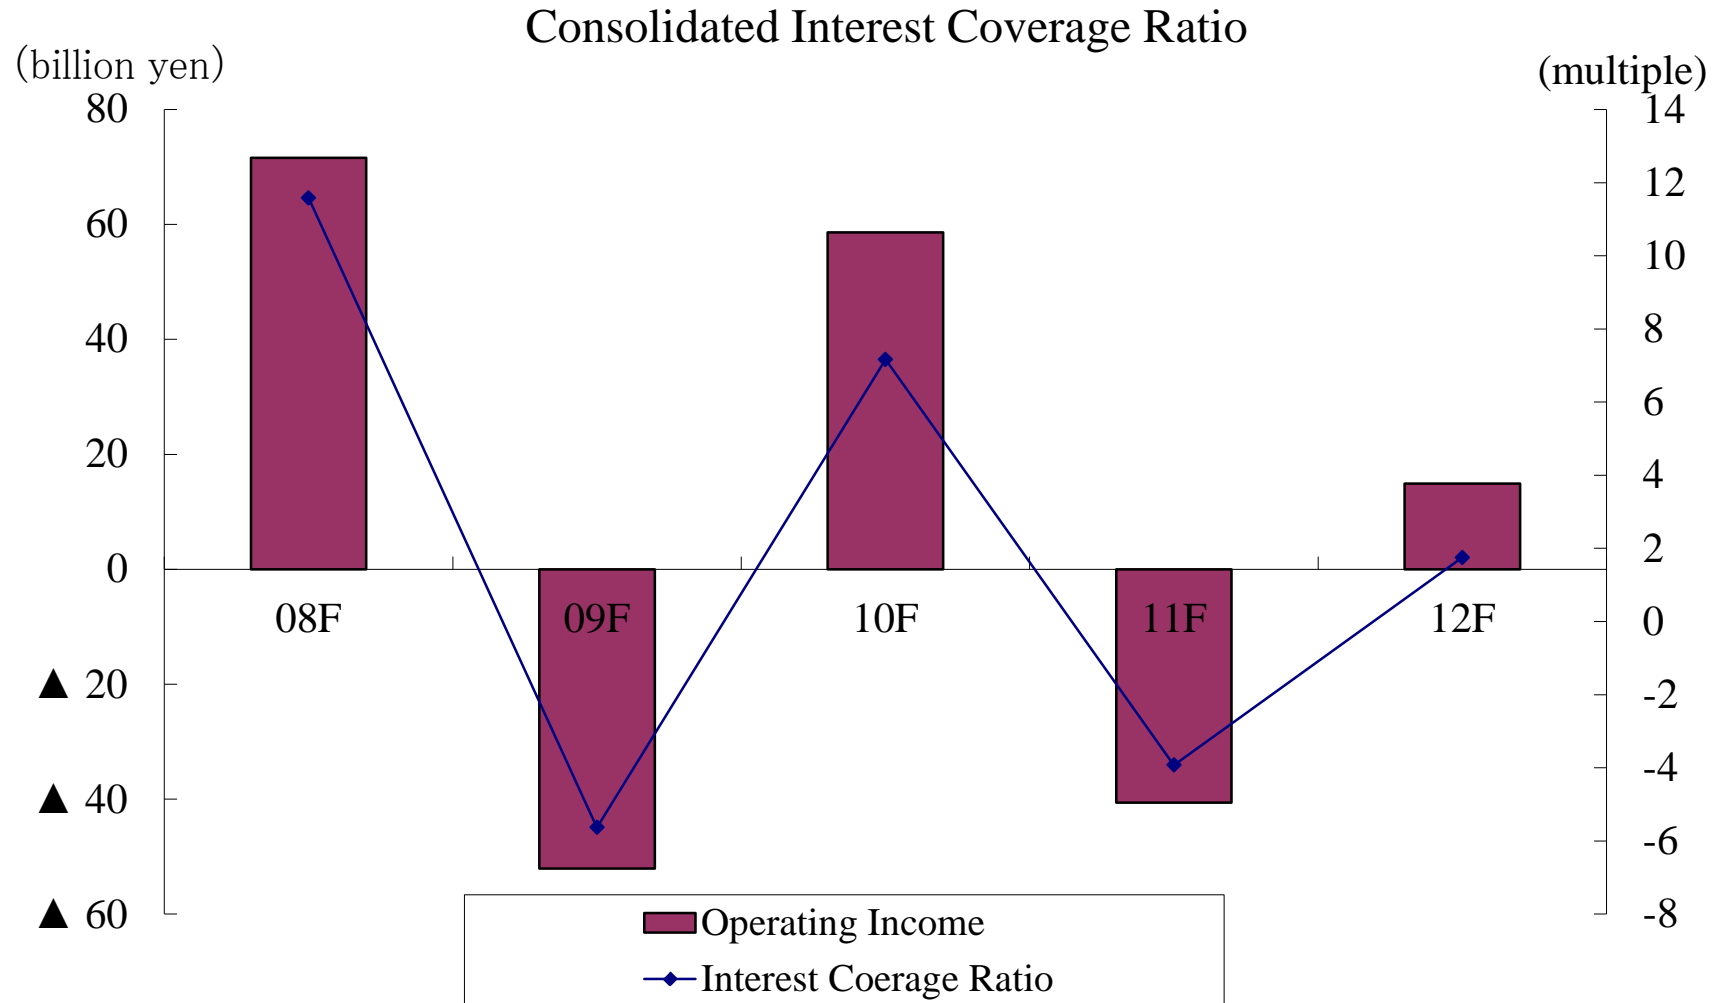 Consolidated Interest Coverage Ratio
(billion yen)
(multiple)
80
60
40
20
0
▲ 20
▲ 40
▲ 60
14
12
10
8
6
4
2
0
-2
-4
-6
-8
08F
09F
10F
11F
12F
Operating Income
Interest Coerage Ratio